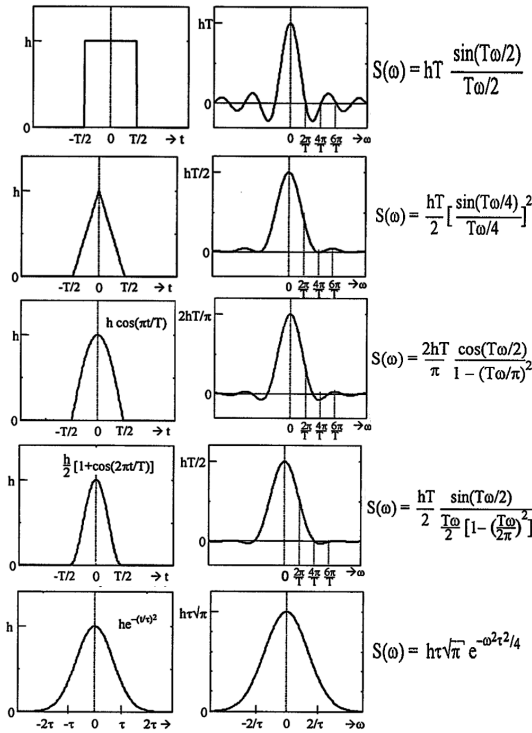 h
0
-T/2 0 T/2 → t
hT
0
0 2π/T 4π/T 6π/T →ω
S(ω) = hT sin(Tω/2) / Tω/2
h
0
-T/2 0 T/2 → t
hT/2
0
0 2π/T 4π/T 6π/T →ω
S(ω) = hT/2 [ sin(Tω/4) / Tω/4 ]²
h cos(πt/T)
h
0
-T/2 0 T/2 → t
2hT/π
0
0 2π/T 4π/T 6π/T →ω
S(ω) = 2hT/π cos(Tω/2) / 1 − (Tω/π)²
h/2 [1+cos(2πt/T)]
h
0
-T/2 0 T/2 → t
hT/2
0
0 2π/T 4π/T 6π/T →ω
S(ω) = hT/2 sin(Tω/2) / Tω/2 [1−(Tω/2π)²]
he^−(t/τ)²
h
0
-2τ -τ 0 τ 2τ →
hτ√π
0
-2/τ 0 2/τ →ω
S(ω) = hτ√π e^−ω²τ²/4